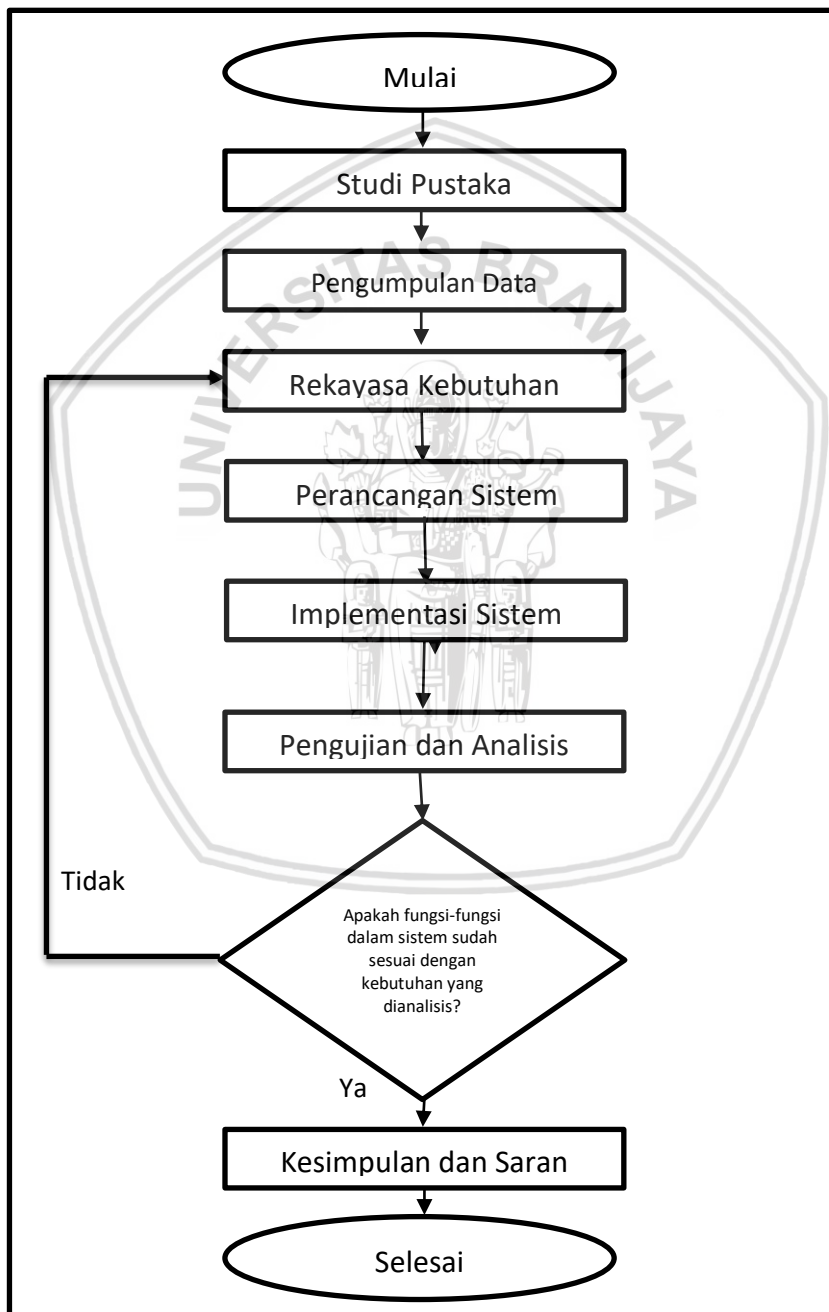 Mulai
Studi Pustaka
UNIVERSITAS BRAWIJAYA
Pengumpulan Data
Rekayasa Kebutuhan
Perancangan Sistem
Implementasi Sistem
Pengujian dan Analisis
Tidak
Apakah fungsi-fungsi
dalam sistem sudah
sesuai dengan
kebutuhan yang
dianalisis?
Ya
Kesimpulan dan Saran
Selesai